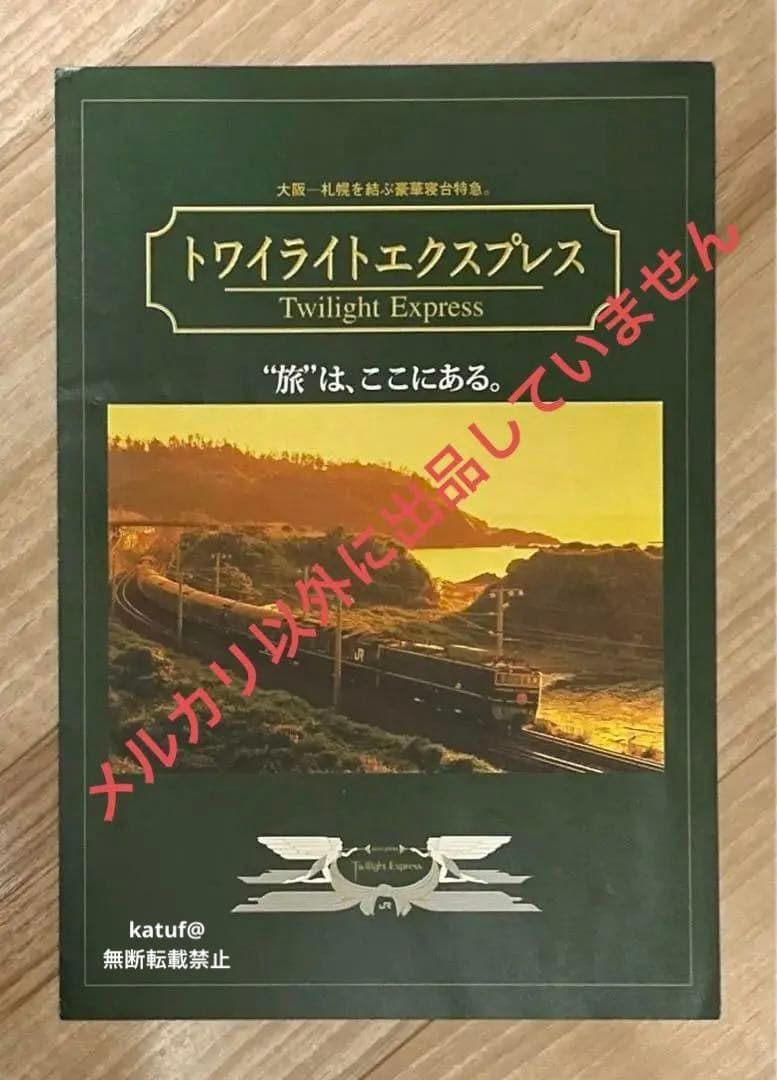 大阪―札幌を結ぶ豪華寝台特急。
トワイライトエクスプレス
Twilight Express
“旅”は、ここにある。
メルカリ以外に出品していません
JR
Twilight Express
JR
katuf@
無断転載禁止